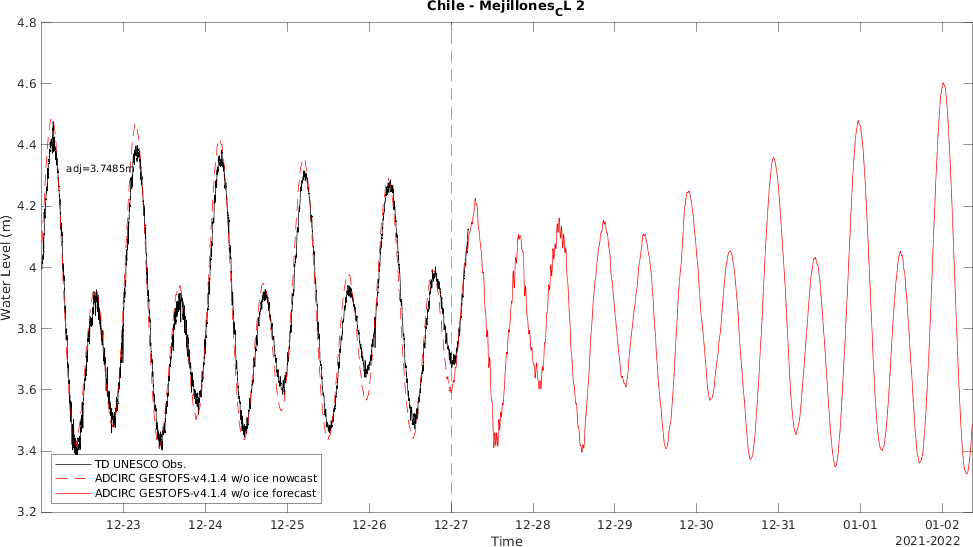 Chile - Mejillones_CL 2
4.8
4.6
4.4
4.2
4
3.8
3.6
3.4
3.2
Water Level (m)
adj=3.7485m
TD UNESCO Obs.
ADCIRC GESTOFS-v4.1.4 w/o ice nowcast
ADCIRC GESTOFS-v4.1.4 w/o ice forecast
12-23 12-24 12-25 12-26 12-27 12-28 12-29 12-30 12-31 01-01 01-02
Time
2021-2022